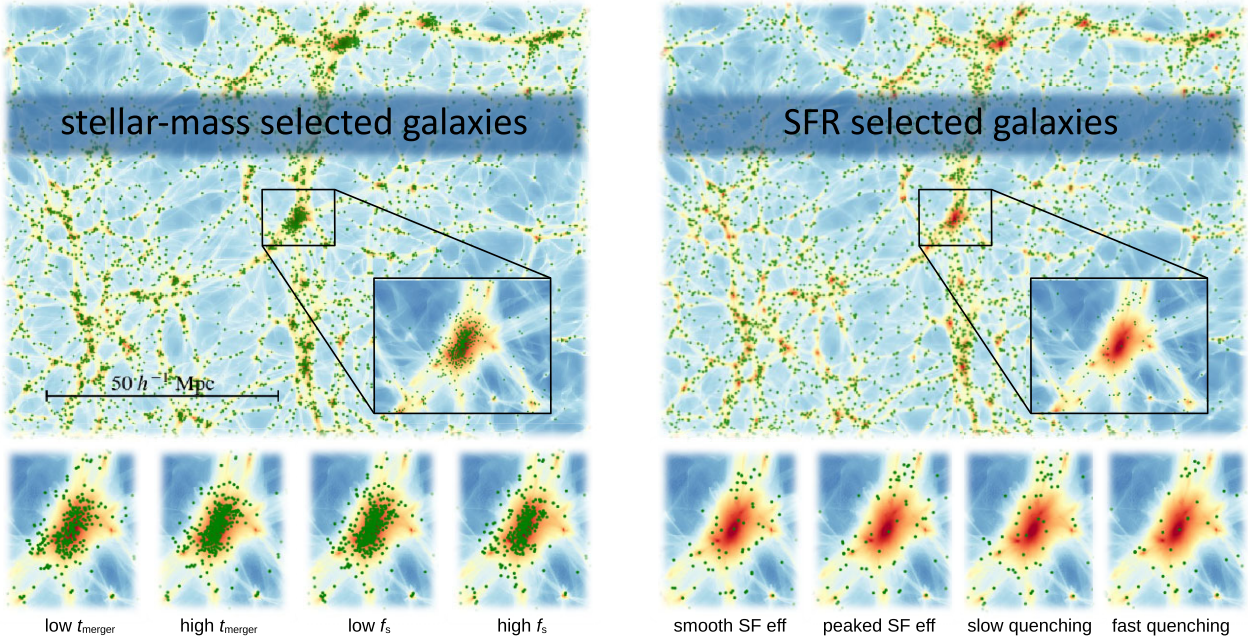 stellar-mass selected galaxies
SFR selected galaxies
50 h⁻¹ Mpc
low t_merger
high t_merger
low f_s
high f_s
smooth SF eff
peaked SF eff
slow quenching
fast quenching